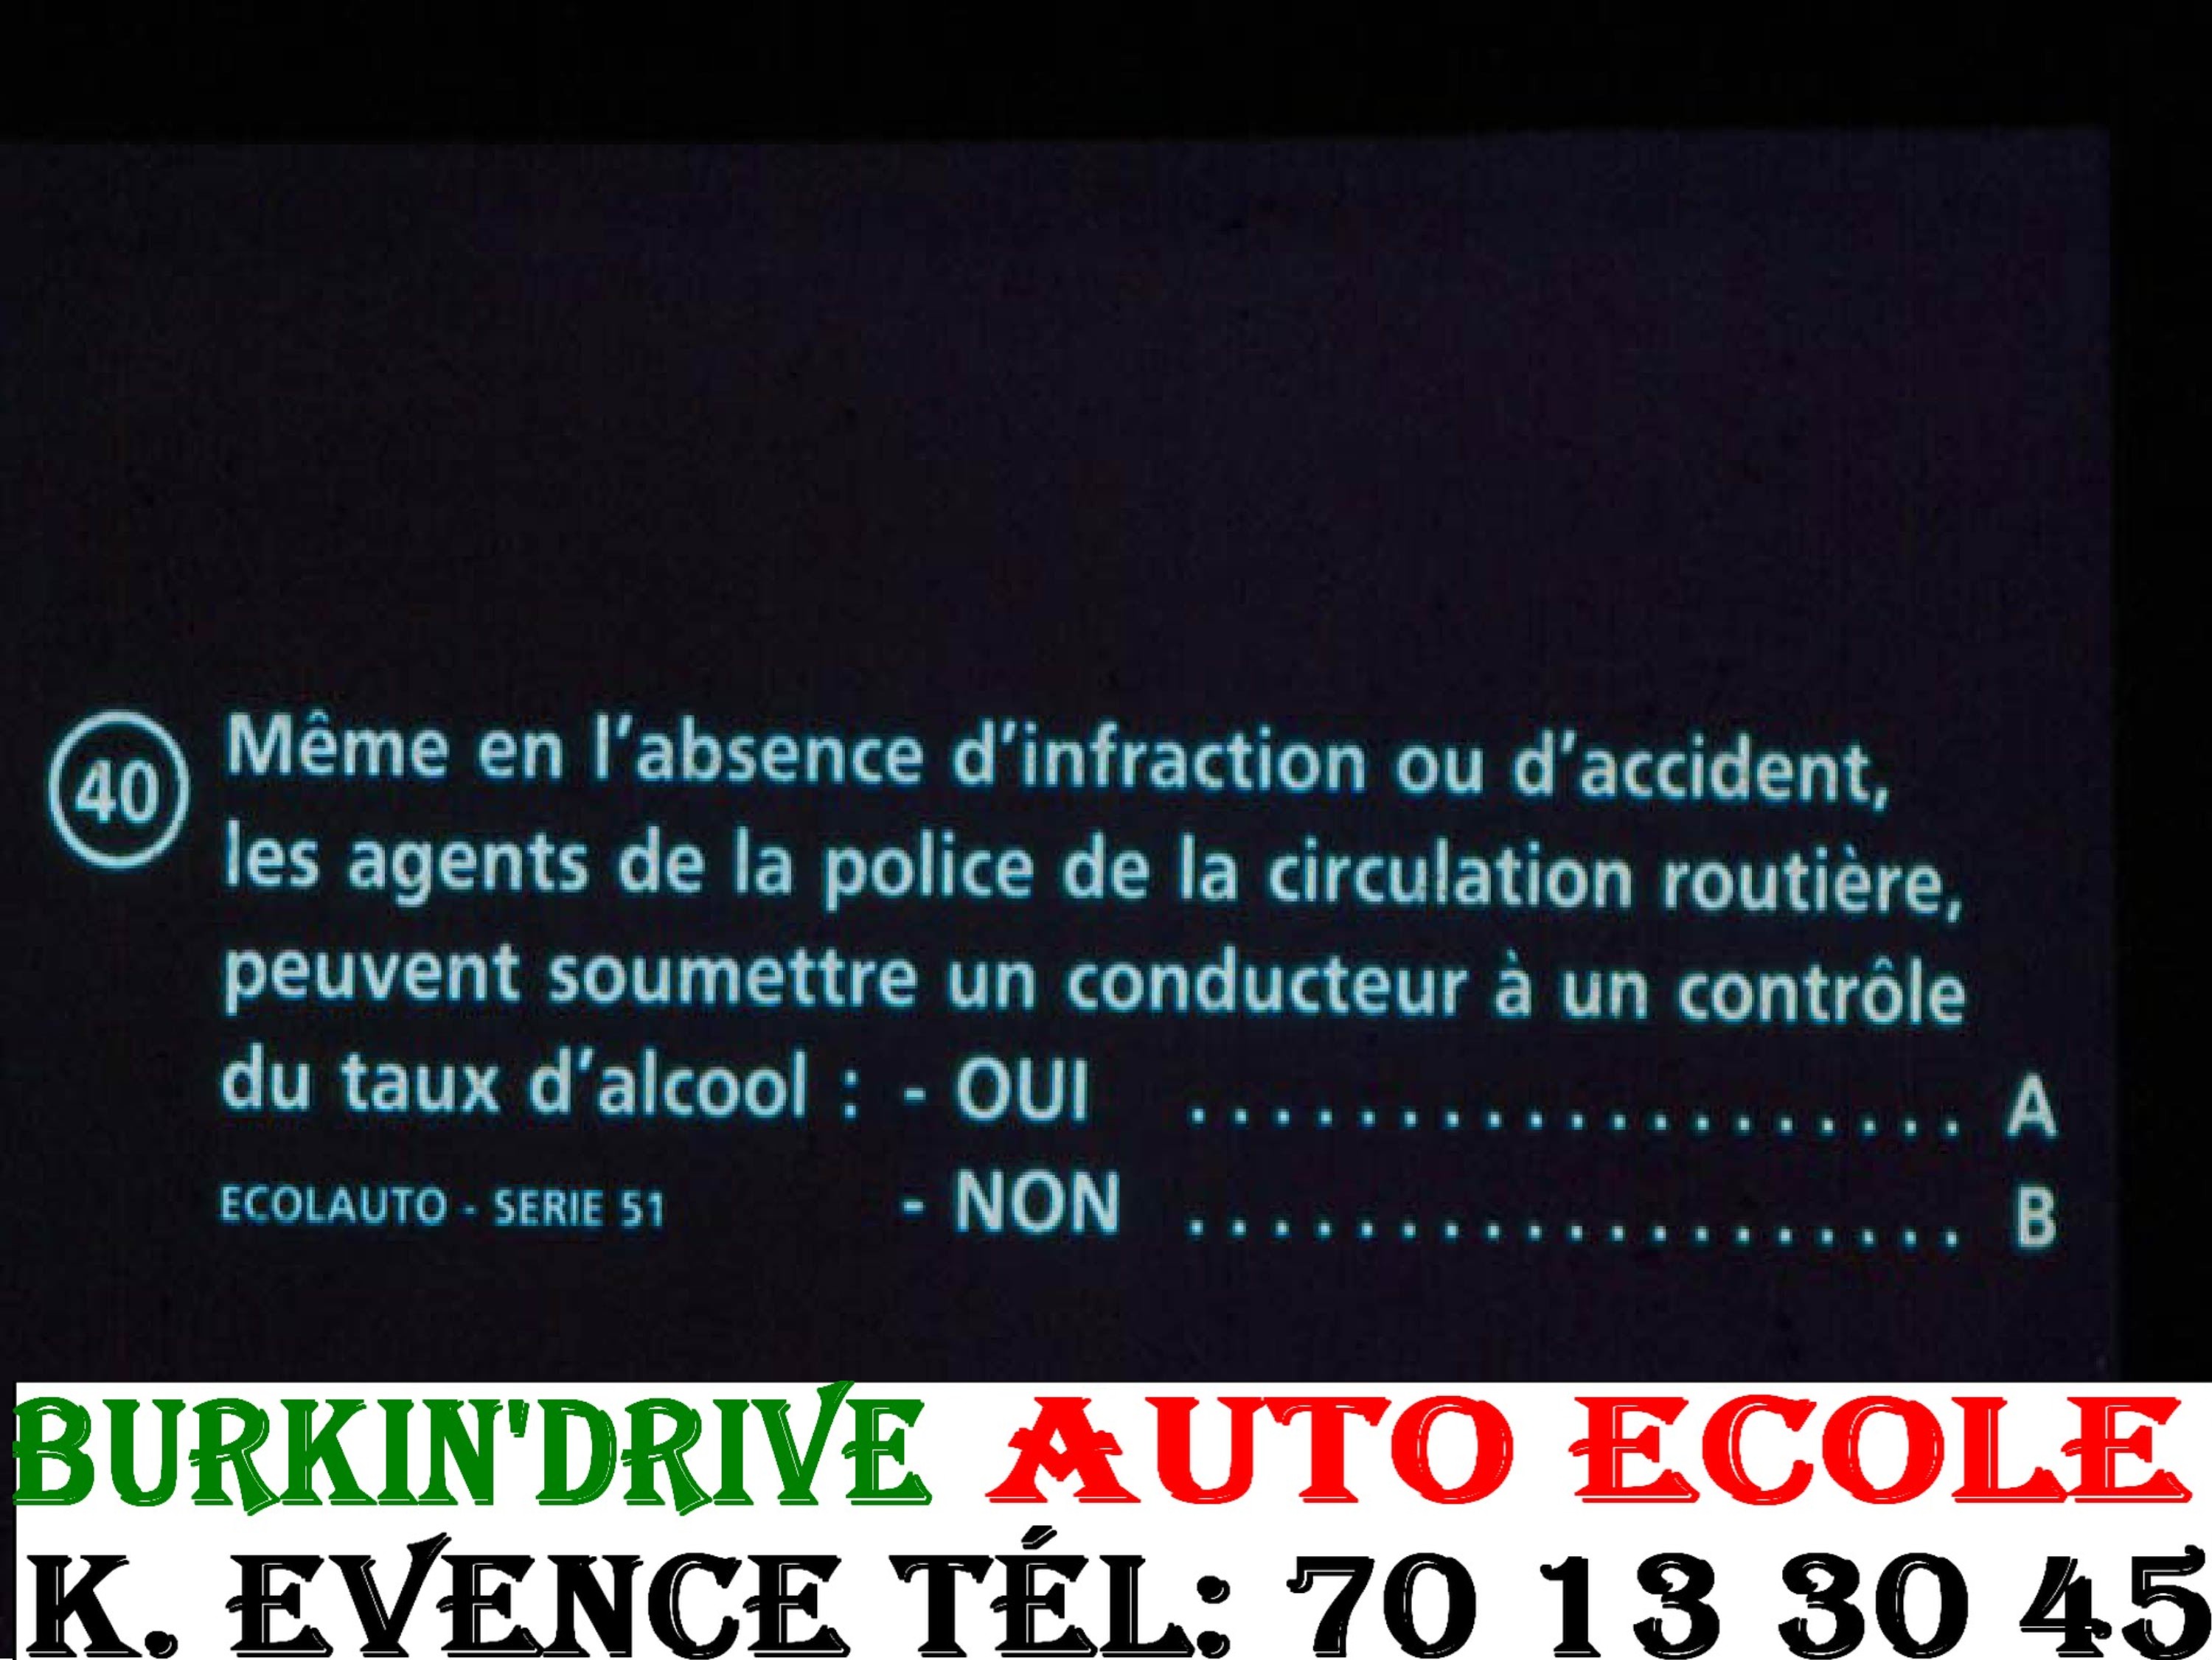 40 Même en l'absence d'infraction ou d'accident,
les agents de la police de la circulation routière,
peuvent soumettre un conducteur à un contrôle
du taux d'alcool : - OUI .................... A
ECOLAUTO - SERIE 51 - NON .................... B
BURKIN'DRIVE AUTO ECOLE
K. EVENCE TÉL: 70 13 30 45